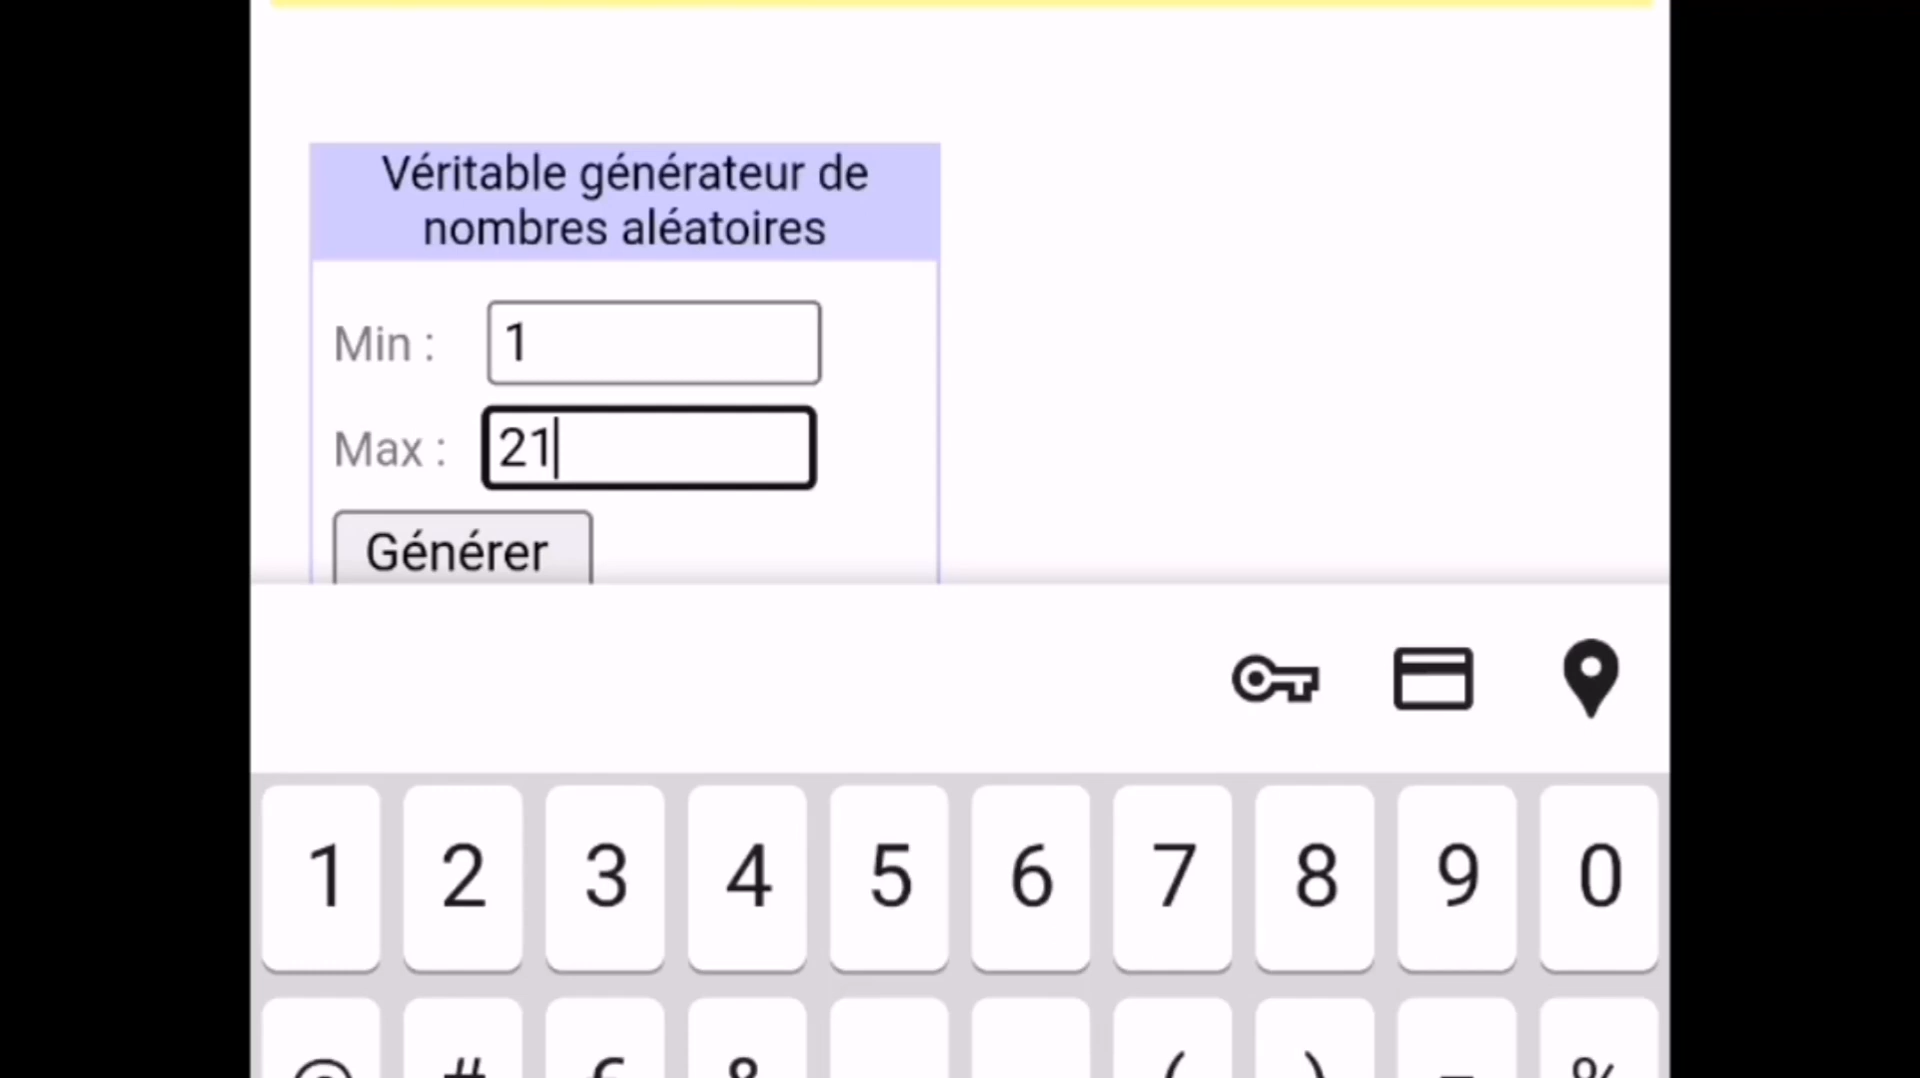 Véritable générateur de
nombres aléatoires
Min : 1
Max : 21
Générer
1 2 3 4 5 6 7 8 9 0
@ # € & _ - ( ) = %